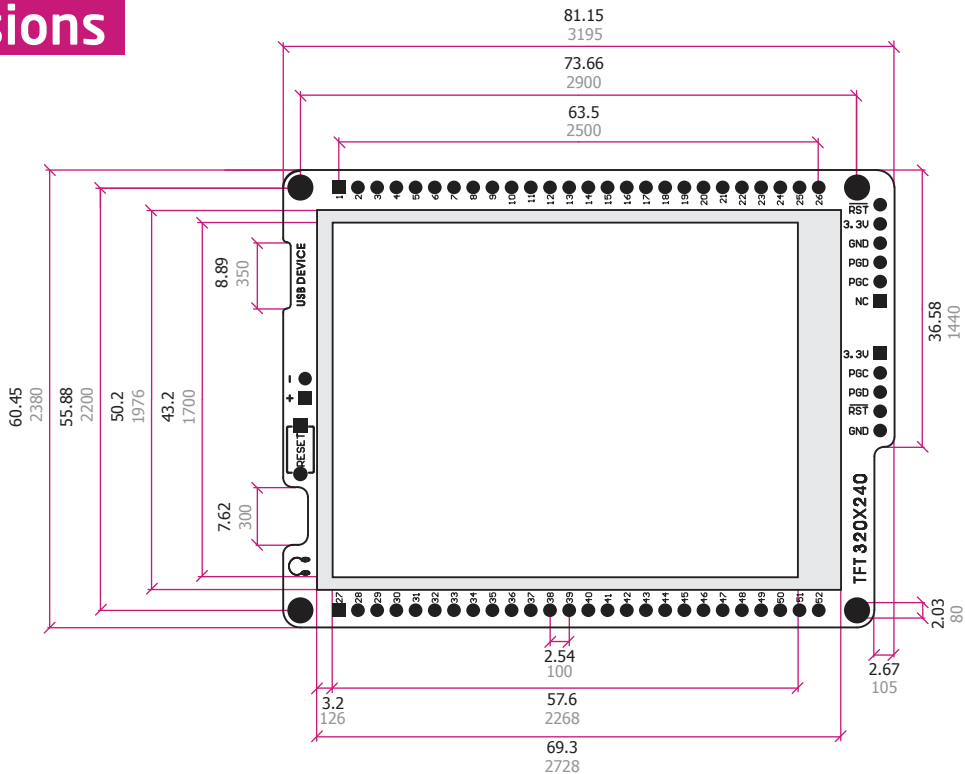 sions
81.15
3195
73.66
2900
63.5
2500
1 2 3 4 5 6 7 8 9 10 11 12 13 14 15 16 17 18 19 20 21 22 23 24 25 26
RST
3.3V
GND
PGD
PGC
NC
3.3V
PGC
PGD
RST
GND
36.58
1440
TFT 320X240
USB DEVICE
8.89
350
- 
+
RESET
7.62
300
60.45
2380
55.88
2200
50.2
1976
43.2
1700
27 28 29 30 31 32 33 34 35 36 37 38 39 40 41 42 43 44 45 46 47 48 49 50 51 52
2.03
80
2.54
100
2.67
105
3.2
126
57.6
2268
69.3
2728